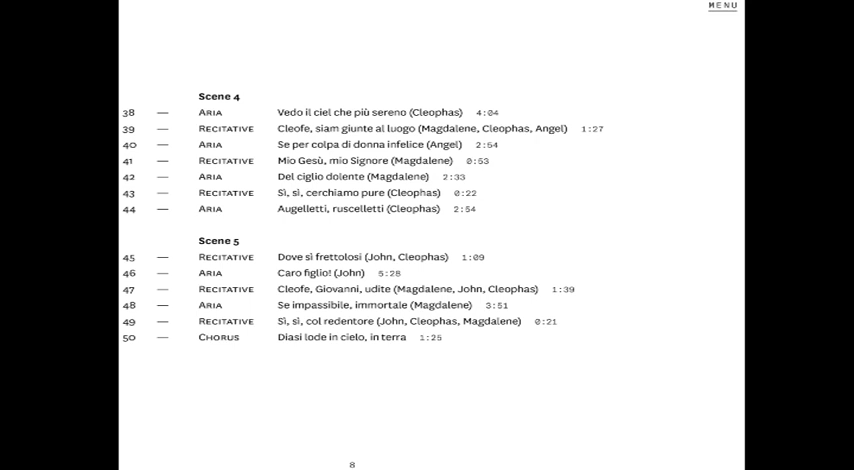 MENU
Scene 4
38 — Aria Vedo il ciel che più sereno (Cleophas) 4:04
39 — Recitative Cleofe, siam giunte al luogo (Magdalene, Cleophas, Angel) 1:27
40 — Aria Se per colpa di donna infelice (Angel) 2:54
41 — Recitative Mio Gesù, mio Signore (Magdalene) 0:53
42 — Aria Del ciglio dolente (Magdalene) 2:33
43 — Recitative Sì, sì, cerchiamo pure (Cleophas) 0:22
44 — Aria Augelletti, ruscelletti (Cleophas) 2:54
Scene 5
45 — Recitative Dove sì frettolosi (John, Cleophas) 1:09
46 — Aria Caro figlio! (John) 5:28
47 — Recitative Cleofe, Giovanni, udite (Magdalene, John, Cleophas) 1:39
48 — Aria Se impassibile, immortale (Magdalene) 3:51
49 — Recitative Sì, sì, col redentore (John, Cleophas, Magdalene) 0:21
50 — Chorus Diasi lode in cielo, in terra 1:25
8